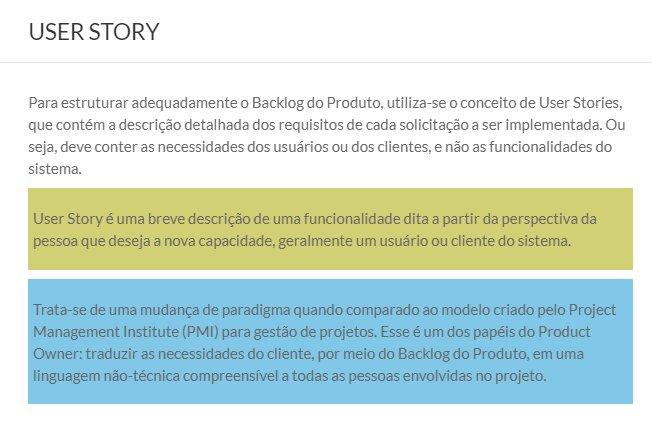 USER STORY
Para estruturar adequadamente o Backlog do Produto, utiliza-se o conceito de User Stories,
que contém a descrição detalhada dos requisitos de cada solicitação a ser implementada. Ou
seja, deve conter as necessidades dos usuários ou dos clientes, e não as funcionalidades do
sistema.
User Story é uma breve descrição de uma funcionalidade dita a partir da perspectiva da
pessoa que deseja a nova capacidade, geralmente um usuário ou cliente do sistema.
Trata-se de uma mudança de paradigma quando comparado ao modelo criado pelo Project
Management Institute (PMI) para gestão de projetos. Esse é um dos papéis do Product
Owner: traduzir as necessidades do cliente, por meio do Backlog do Produto, em uma
linguagem não-técnica compreensível a todas as pessoas envolvidas no projeto.